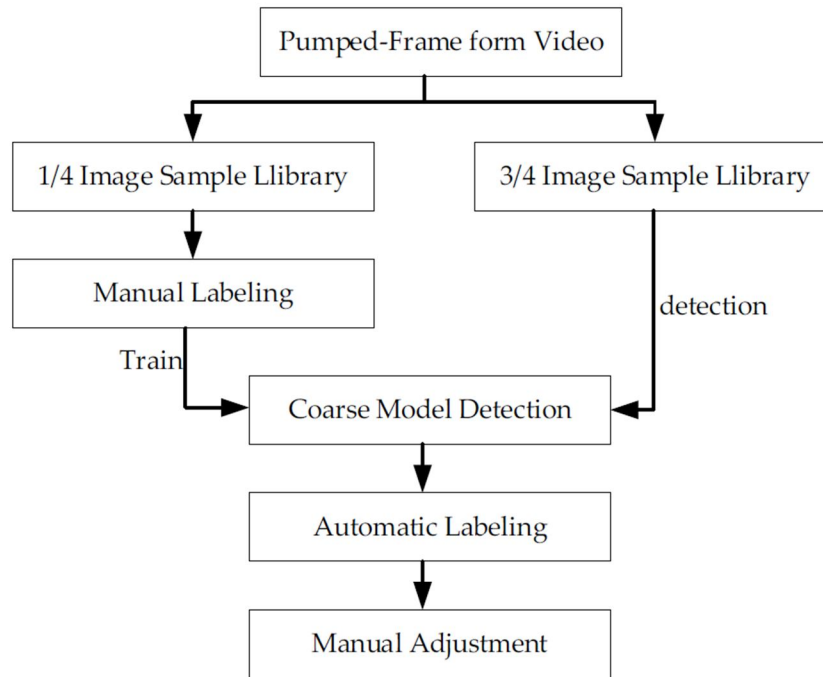 Pumped-Frame form Video
1/4 Image Sample Llibrary
3/4 Image Sample Llibrary
Manual Labeling
detection
Train
Coarse Model Detection
Automatic Labeling
Manual Adjustment